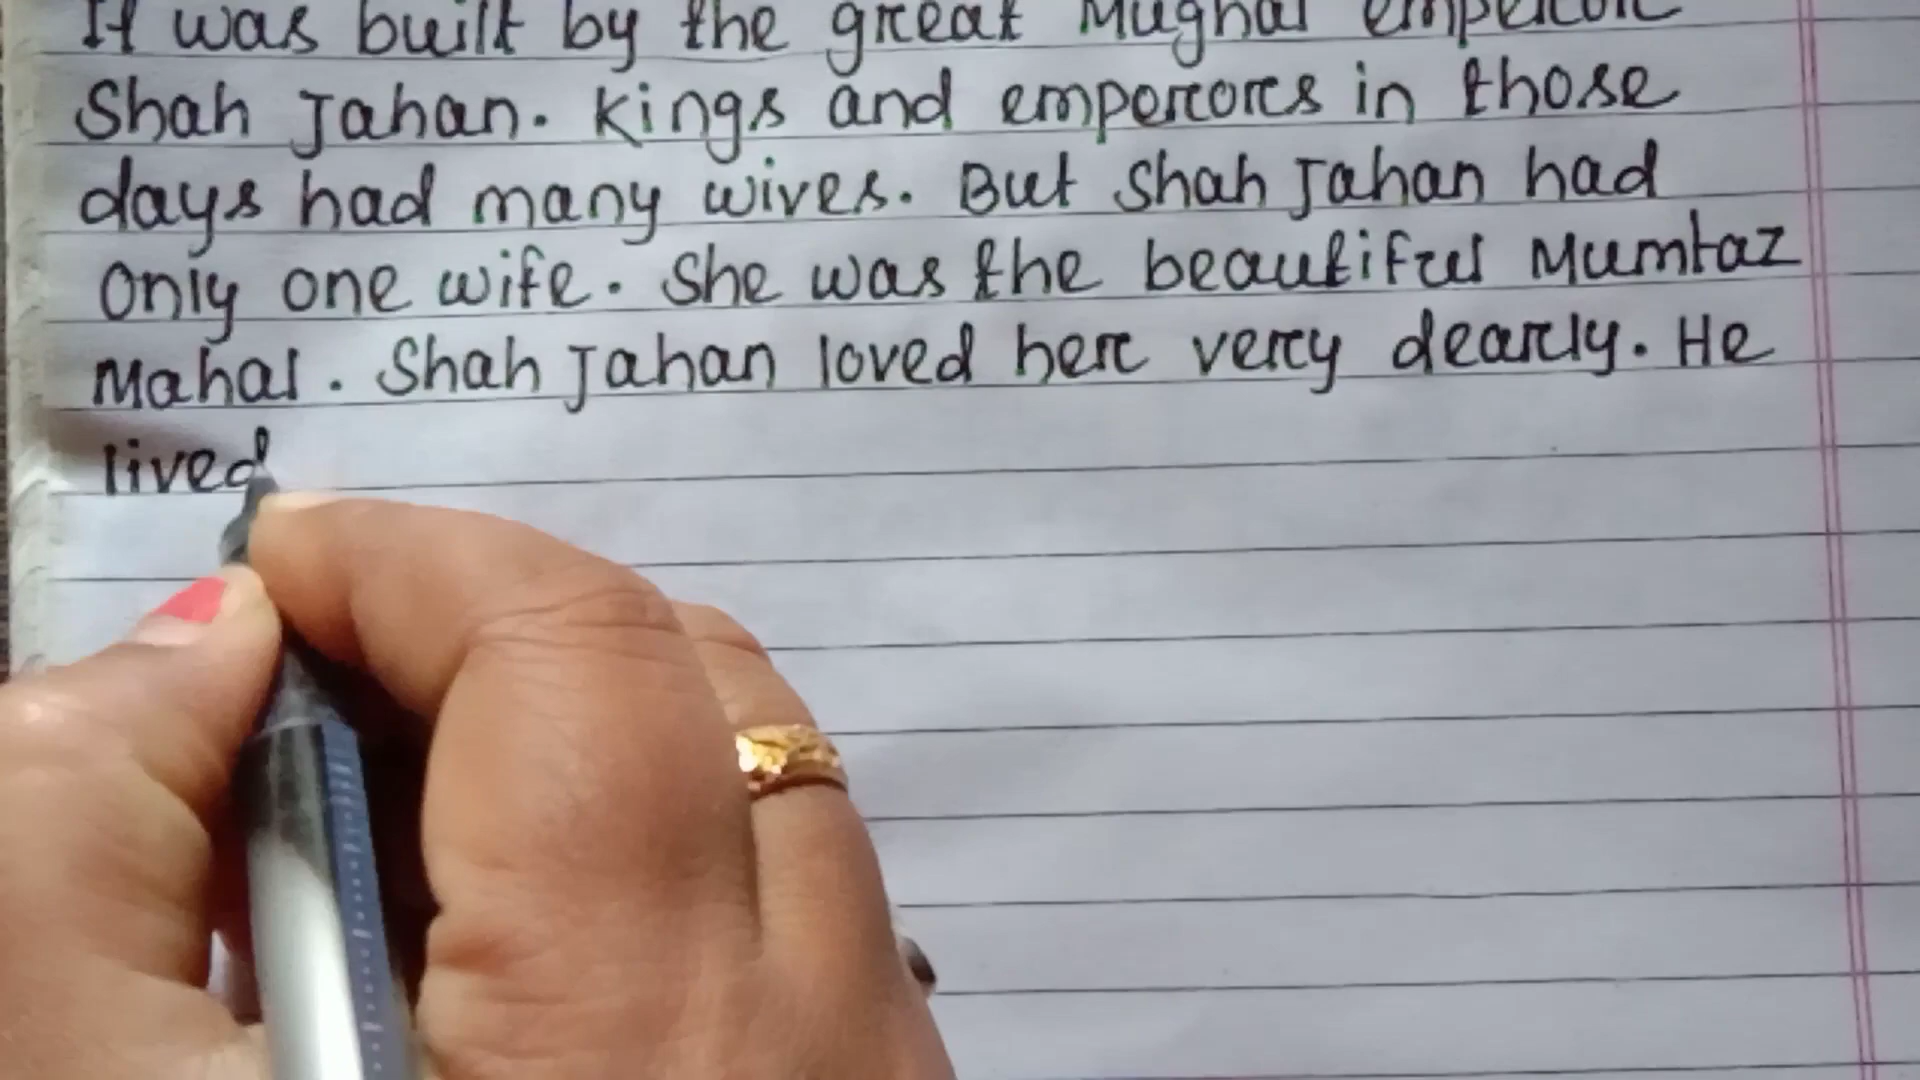 It was built by the great Mughal emperor
Shah Jahan. Kings and emperors in those
days had many wives. But Shah Jahan had
only one wife. She was the beautiful Mumtaz
Mahal. Shah Jahan loved her very dearly. He
lived